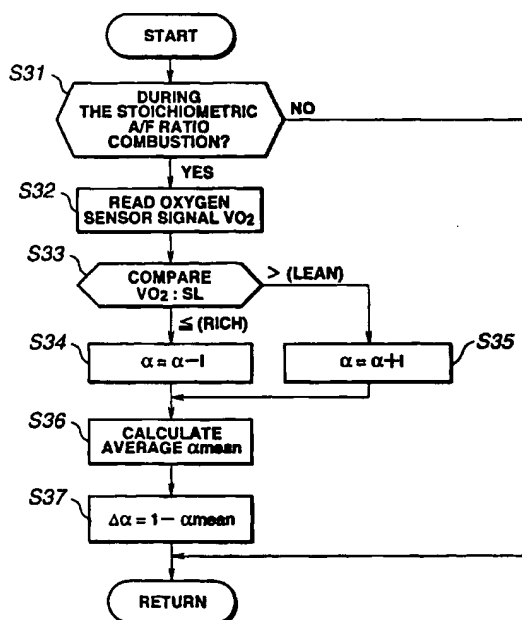 START
S31
DURING
THE STOICHIOMETRIC
A/F RATIO
COMBUSTION?
NO
YES
S32
READ OXYGEN
SENSOR SIGNAL VO2
S33
COMPARE
VO2 : SL
> (LEAN)
≤ (RICH)
S34
α = α−I
α = α+I
S35
S36
CALCULATE
AVERAGE αmean
S37
Δα = 1 − αmean
RETURN